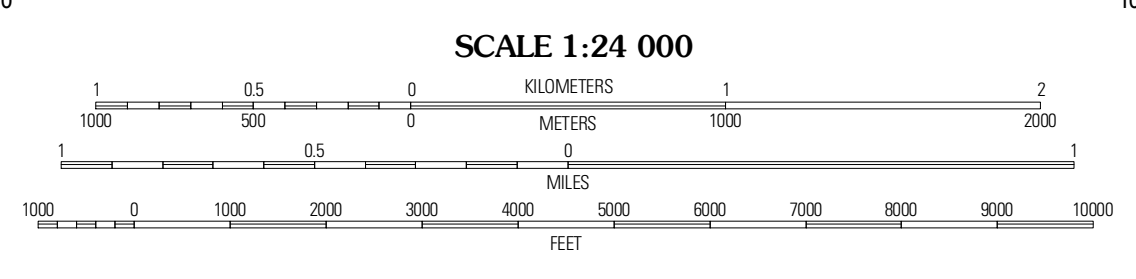 SCALE 1:24 000
1 0.5 0 KILOMETERS 1 2
1000 500 0 METERS 1000 2000
1 0.5 0 1
MILES
1000 0 1000 2000 3000 4000 5000 6000 7000 8000 9000 10000
FEET